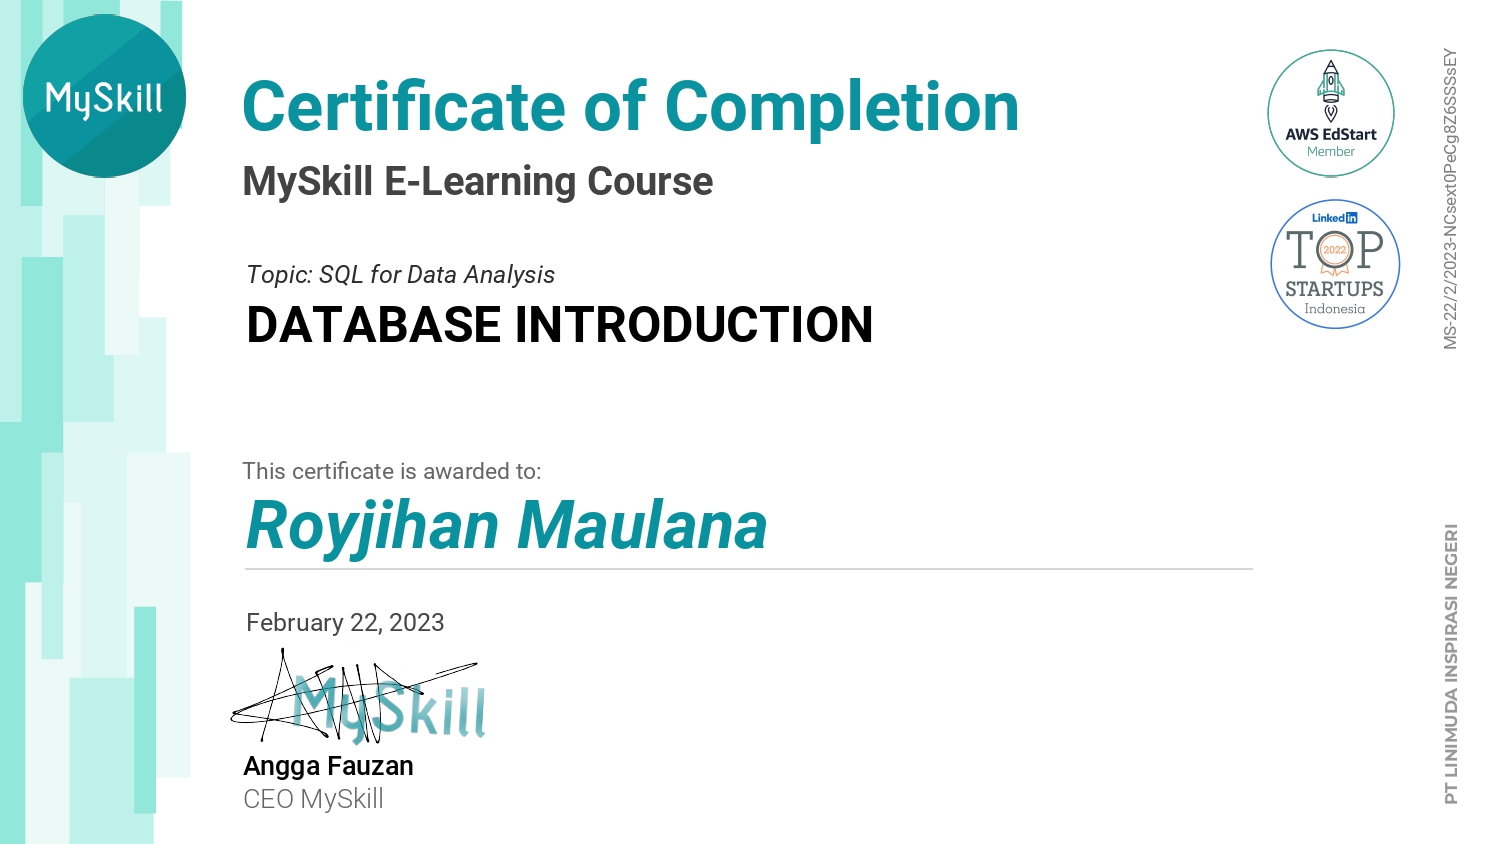 MySkill
Certificate of Completion
MySkill E-Learning Course
Topic: SQL for Data Analysis
DATABASE INTRODUCTION
This certificate is awarded to:
Royjihan Maulana
February 22, 2023
MySkill
Angga Fauzan
CEO MySkill
AWS EdStart
Member
Linked in
TOP
2022
STARTUPS
Indonesia
MS-22/2/2023-NCsext0PeCg8Z6SSSsEY
PT LINIMUDA INSPIRASI NEGERI